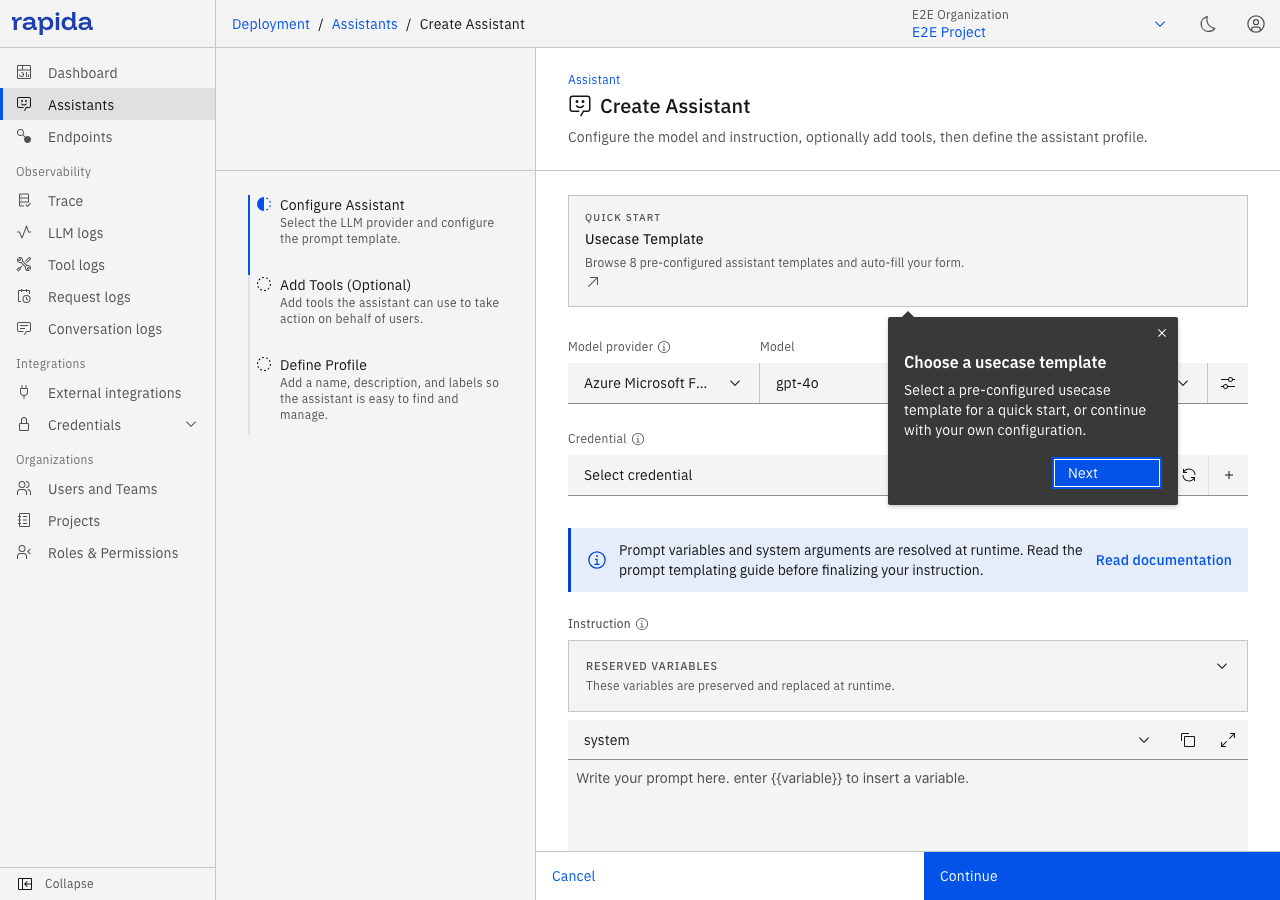 rapida
Deployment / Assistants / Create Assistant
E2E Organization
E2E Project
Dashboard
Assistants
Endpoints
Observability
Trace
LLM logs
Tool logs
Request logs
Conversation logs
Integrations
External integrations
Credentials
Organizations
Users and Teams
Projects
Roles & Permissions
Collapse
Configure Assistant
Select the LLM provider and configure
the prompt template.
Add Tools (Optional)
Add tools the assistant can use to take
action on behalf of users.
Define Profile
Add a name, description, and labels so
the assistant is easy to find and
manage.
Assistant
Create Assistant
Configure the model and instruction, optionally add tools, then define the assistant profile.
QUICK START
Usecase Template
Browse 8 pre-configured assistant templates and auto-fill your form.
Model provider
Model
Azure Microsoft F...
gpt-4o
Credential
Select credential
Choose a usecase template
Select a pre-configured usecase
template for a quick start, or continue
with your own configuration.
Next
Prompt variables and system arguments are resolved at runtime. Read the
prompt templating guide before finalizing your instruction.
Read documentation
Instruction
RESERVED VARIABLES
These variables are preserved and replaced at runtime.
system
Write your prompt here. enter {{variable}} to insert a variable.
Cancel
Continue